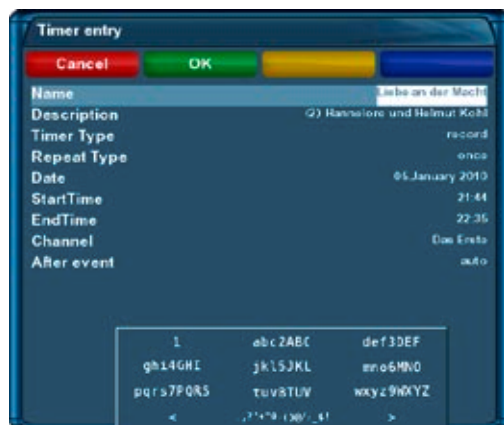 Timer entry
Cancel OK
Name Liebe an der Macht
Description (2) Hannelore und Helmut Kohl
Timer Type record
Repeat Type once
Date 05 January 2010
StartTime 21:44
EndTime 22:35
Channel Das Erste
After event auto
1 abc2ABC def3DEF
ghi4GHI jkl5JKL mno6MNO
pqrs7PQRS tuv8TUV wxyz9WXYZ
< >